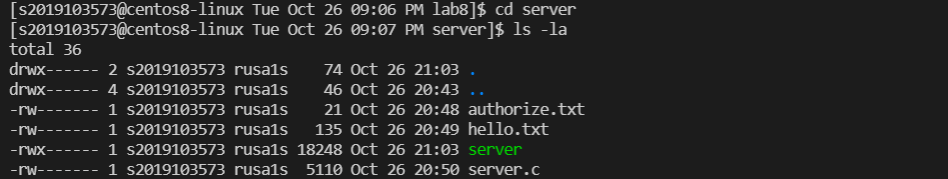 [s2019103573@centos8-linux Tue Oct 26 09:06 PM lab8]$ cd server
[s2019103573@centos8-linux Tue Oct 26 09:07 PM server]$ ls -la
total 36
drwx------ 2 s2019103573 rusa1s    74 Oct 26 21:03 .
drwx------ 4 s2019103573 rusa1s    46 Oct 26 20:43 ..
-rw------- 1 s2019103573 rusa1s    21 Oct 26 20:48 authorize.txt
-rw------- 1 s2019103573 rusa1s   135 Oct 26 20:49 hello.txt
-rwx------ 1 s2019103573 rusa1s 18248 Oct 26 21:03 server
-rw------- 1 s2019103573 rusa1s  5110 Oct 26 20:50 server.c